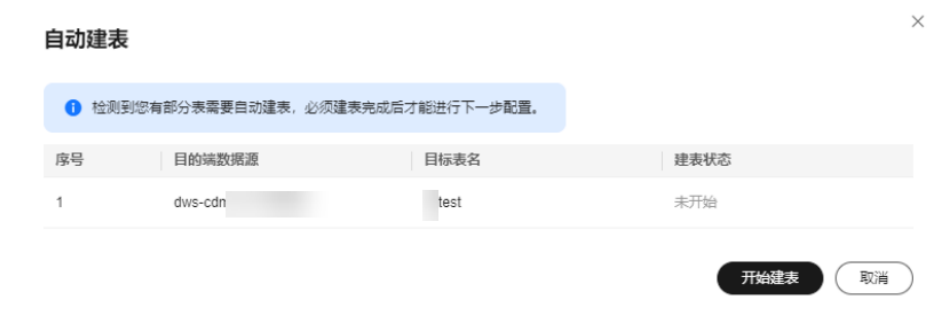 自动建表
检测到您有部分表需要自动建表，必须建表完成后才能进行下一步配置。
序号 目的端数据源 目标表名 建表状态
1 dws-cdm test 未开始
开始建表 取消